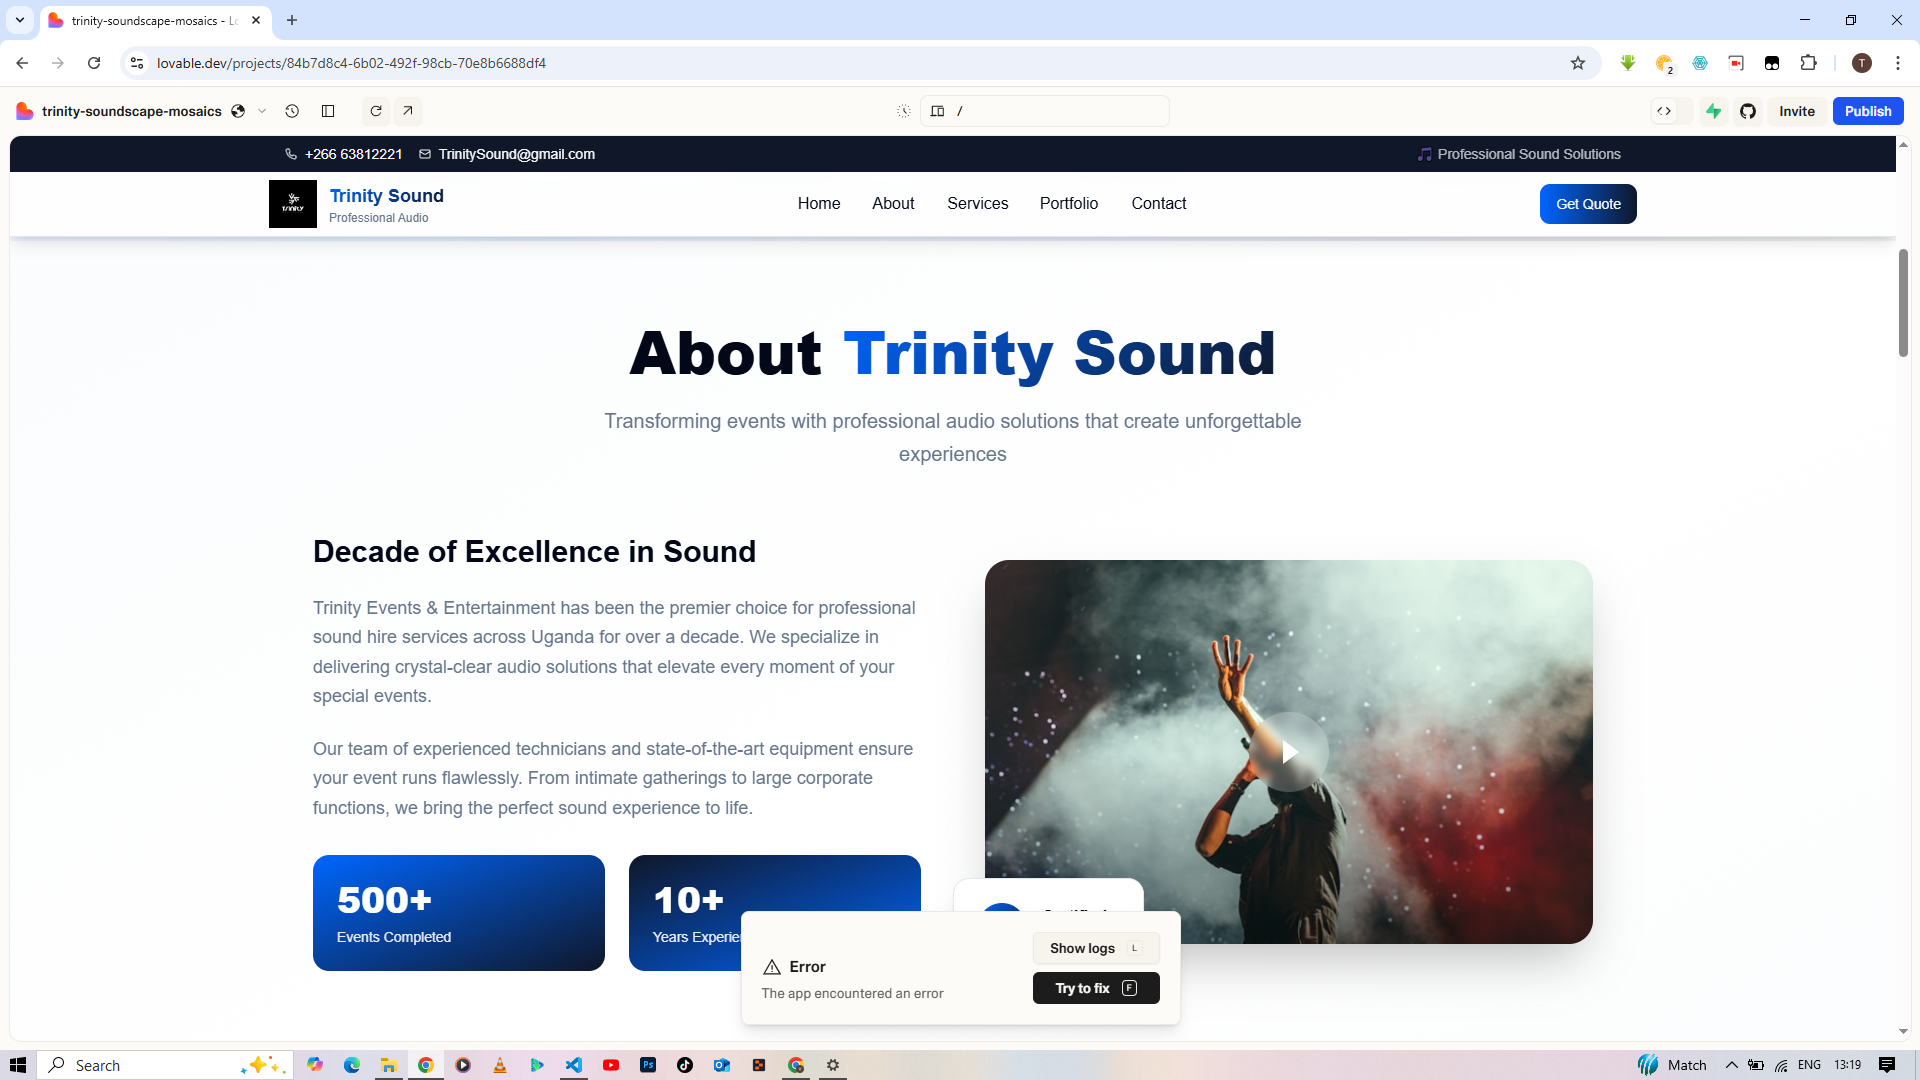 trinity-soundscape-mosaics - Lo
lovable.dev/projects/84b7d8c4-6b02-492f-98cb-70e8b6688df4
2
T
trinity-soundscape-mosaics
/
Invite
Publish
+266 63812221
TrinitySound@gmail.com
Professional Sound Solutions
TRINITY
Trinity Sound
Professional Audio
Home
About
Services
Portfolio
Contact
Get Quote
About Trinity Sound
Transforming events with professional audio solutions that create unforgettable
experiences
Decade of Excellence in Sound
Trinity Events & Entertainment has been the premier choice for professional
sound hire services across Uganda for over a decade. We specialize in
delivering crystal-clear audio solutions that elevate every moment of your
special events.
Our team of experienced technicians and state-of-the-art equipment ensure
your event runs flawlessly. From intimate gatherings to large corporate
functions, we bring the perfect sound experience to life.
500+
Events Completed
10+
Years Experie
Error
The app encountered an error
Show logs L
Try to fix F
Search
Ps
Match
ENG
13:19